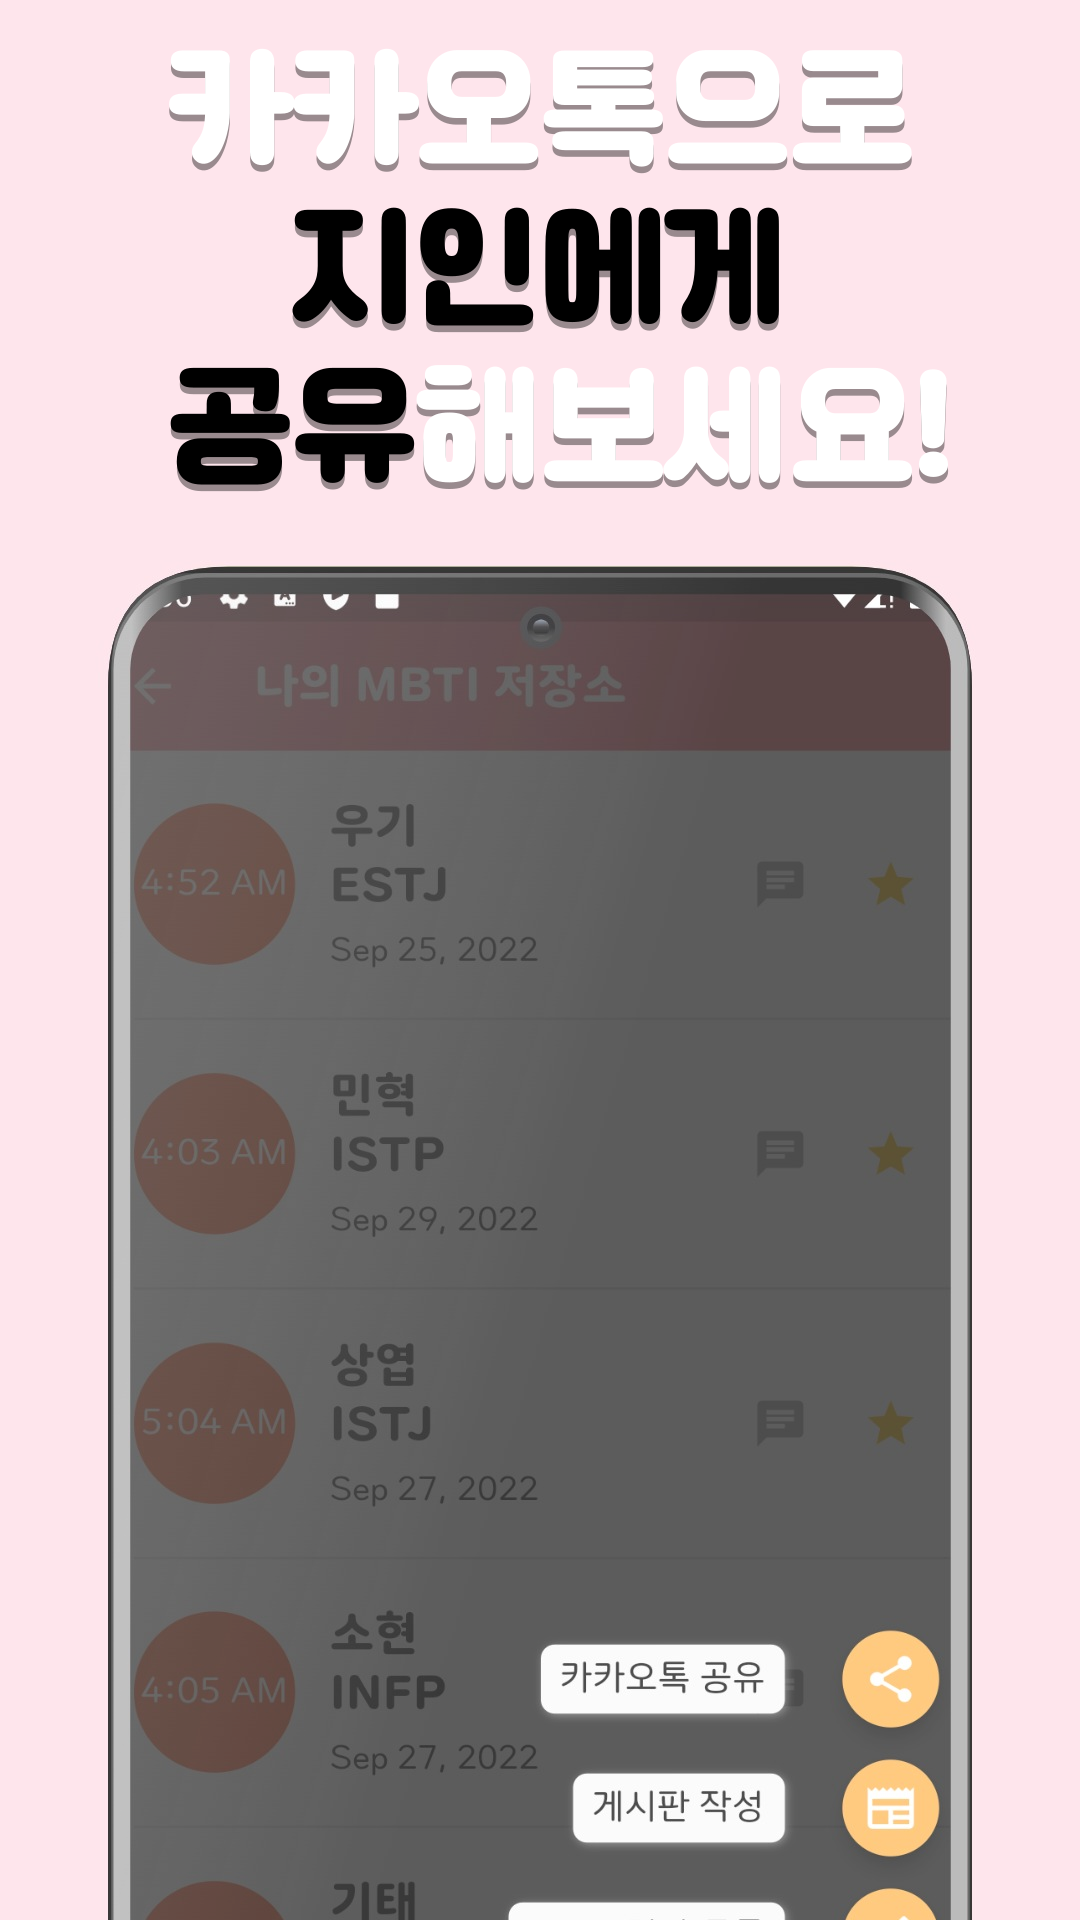 카카오톡으로
지인에게
공유해보세요!
나의 MBTI 저장소
우기
4:52 AM
ESTJ
Sep 25, 2022
민혁
4:03 AM
ISTP
Sep 29, 2022
상엽
5:04 AM
ISTJ
Sep 27, 2022
소현
카카오톡 공유
4:05 AM
INFP
Sep 27, 2022
게시판 작성
기태